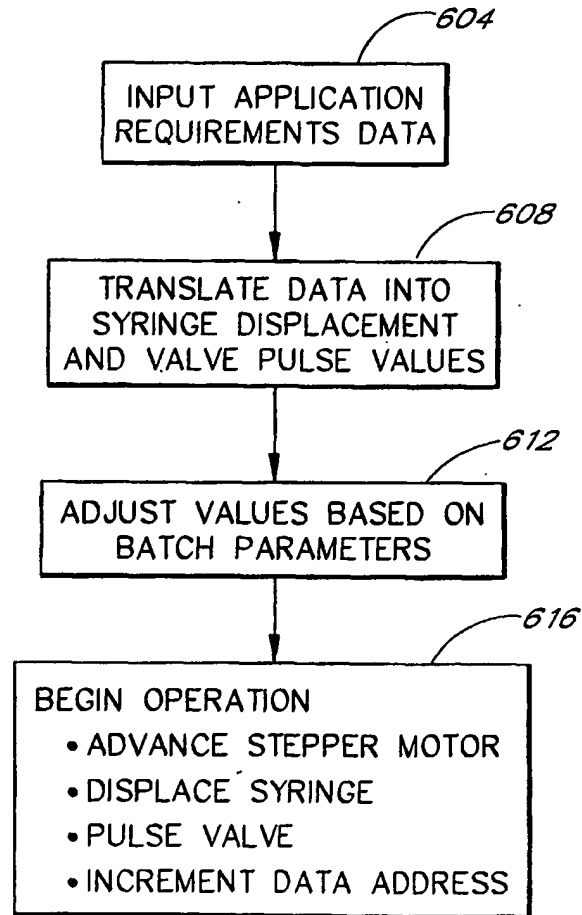 604
INPUT APPLICATION
REQUIREMENTS DATA
608
TRANSLATE DATA INTO
SYRINGE DISPLACEMENT
AND VALVE PULSE VALUES
612
ADJUST VALUES BASED ON
BATCH PARAMETERS
616
BEGIN OPERATION
• ADVANCE STEPPER MOTOR
• DISPLACE SYRINGE
• PULSE VALVE
• INCREMENT DATA ADDRESS